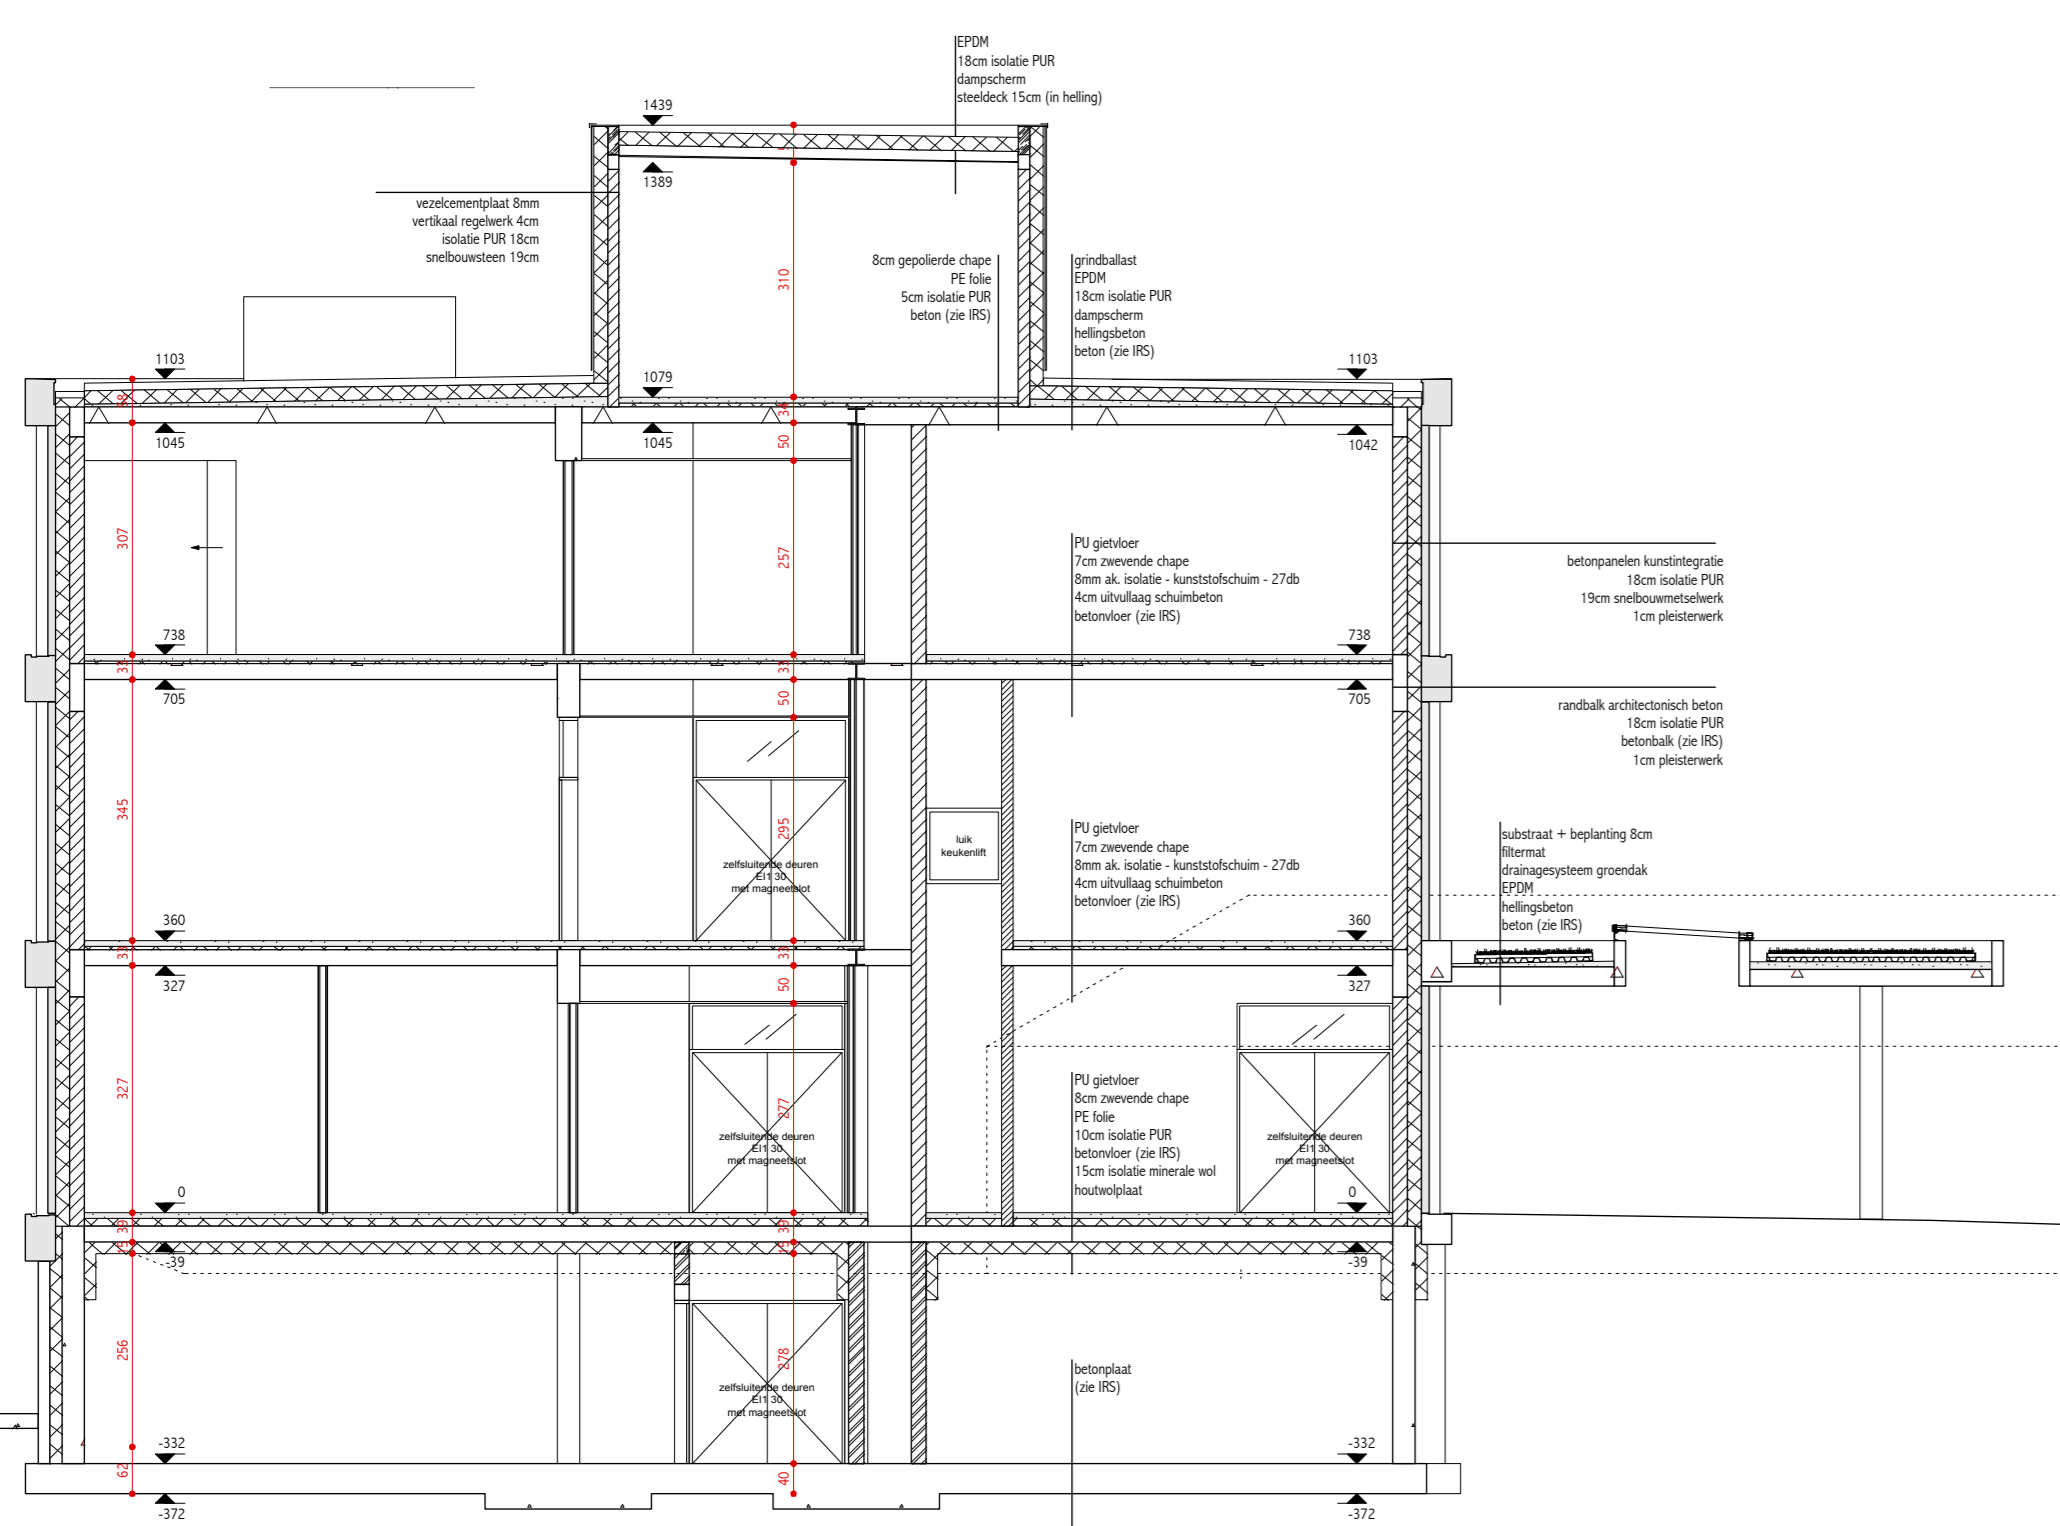 EPDM
18cm isolatie PUR
dampscherm
steeldeck 15cm (in helling)
1439
1389
vezelcementplaat 8mm
vertikaal regelwerk 4cm
isolatie PUR 18cm
snelbouwsteen 19cm
310
8cm gepolierde chape
PE folie
5cm isolatie PUR
beton (zie IRS)
grindballast
EPDM
18cm isolatie PUR
dampscherm
hellingsbeton
beton (zie IRS)
1103
1079
1103
34
1045
1045
50
1042
307
257
PU gietvloer
7cm zwevende chape
8mm ak. isolatie - kunststofschuim - 27db
4cm uitvullaag schuimbeton
betonvloer (zie IRS)
betonpanelen kunstintegratie
18cm isolatie PUR
19cm snelbouwmetselwerk
1cm pleisterwerk
738
738
33
33
705
50
705
randbalk architectonisch beton
18cm isolatie PUR
betonbalk (zie IRS)
1cm pleisterwerk
345
295
zelfsluitende deuren
EI1 30
met magneetslot
luik
keukenlift
PU gietvloer
7cm zwevende chape
8mm ak. isolatie - kunststofschuim - 27db
4cm uitvullaag schuimbeton
betonvloer (zie IRS)
substraat + beplanting 8cm
filtermat
drainagesysteem groendak
EPDM
hellingsbeton
beton (zie IRS)
360
360
33
33
327
50
327
327
277
zelfsluitende deuren
EI1 30
met magneetslot
PU gietvloer
8cm zwevende chape
PE folie
10cm isolatie PUR
betonvloer (zie IRS)
15cm isolatie minerale wol
houtwolplaat
zelfsluitende deuren
EI1 30
met magneetslot
0
0
39
39
15
15
-39
-39
256
278
zelfsluitende deuren
EI1 30
met magneetslot
betonplaat
(zie IRS)
-332
-332
62
40
-372
-372